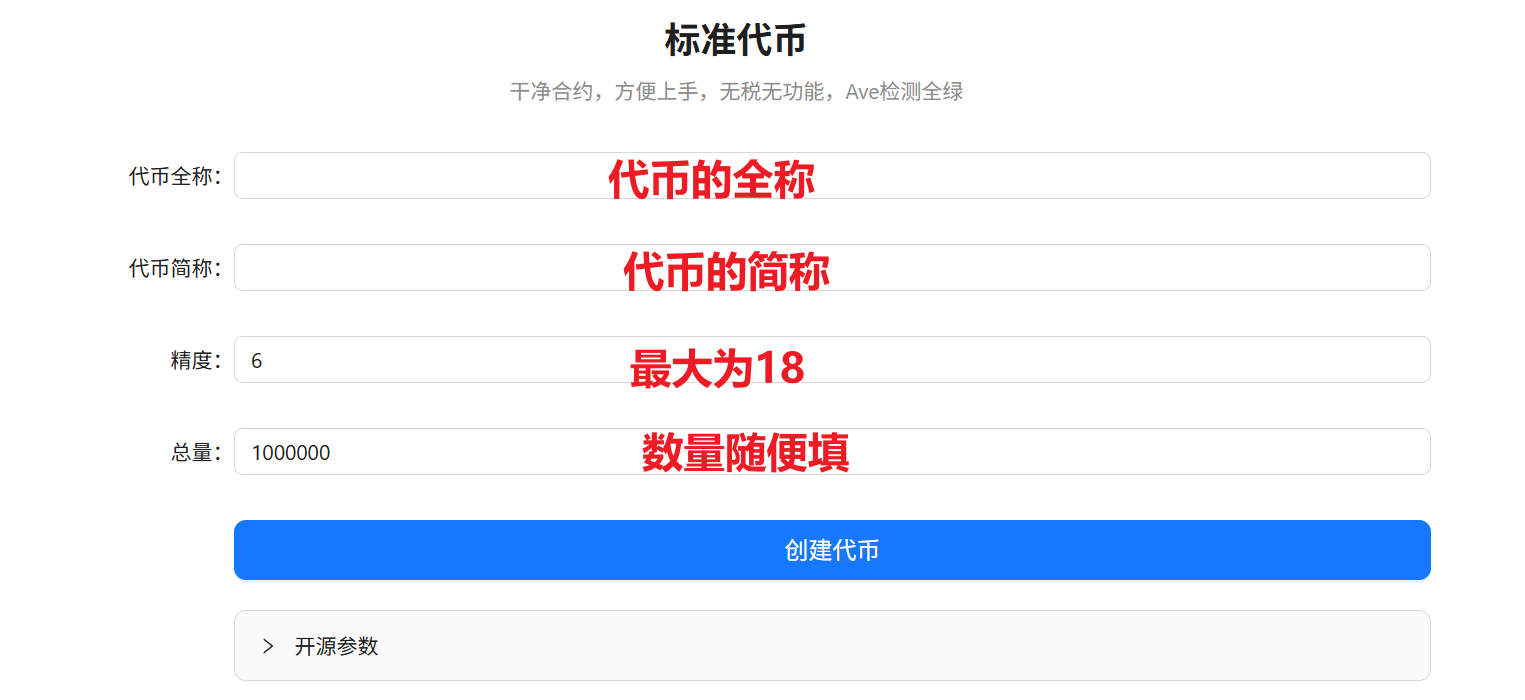 标准代币
干净合约，方便上手，无税无功能，Ave检测全绿
代币全称： 代币的全称
代币简称： 代币的简称
精度： 6 最大为18
总量： 1000000 数量随便填
创建代币
开源参数